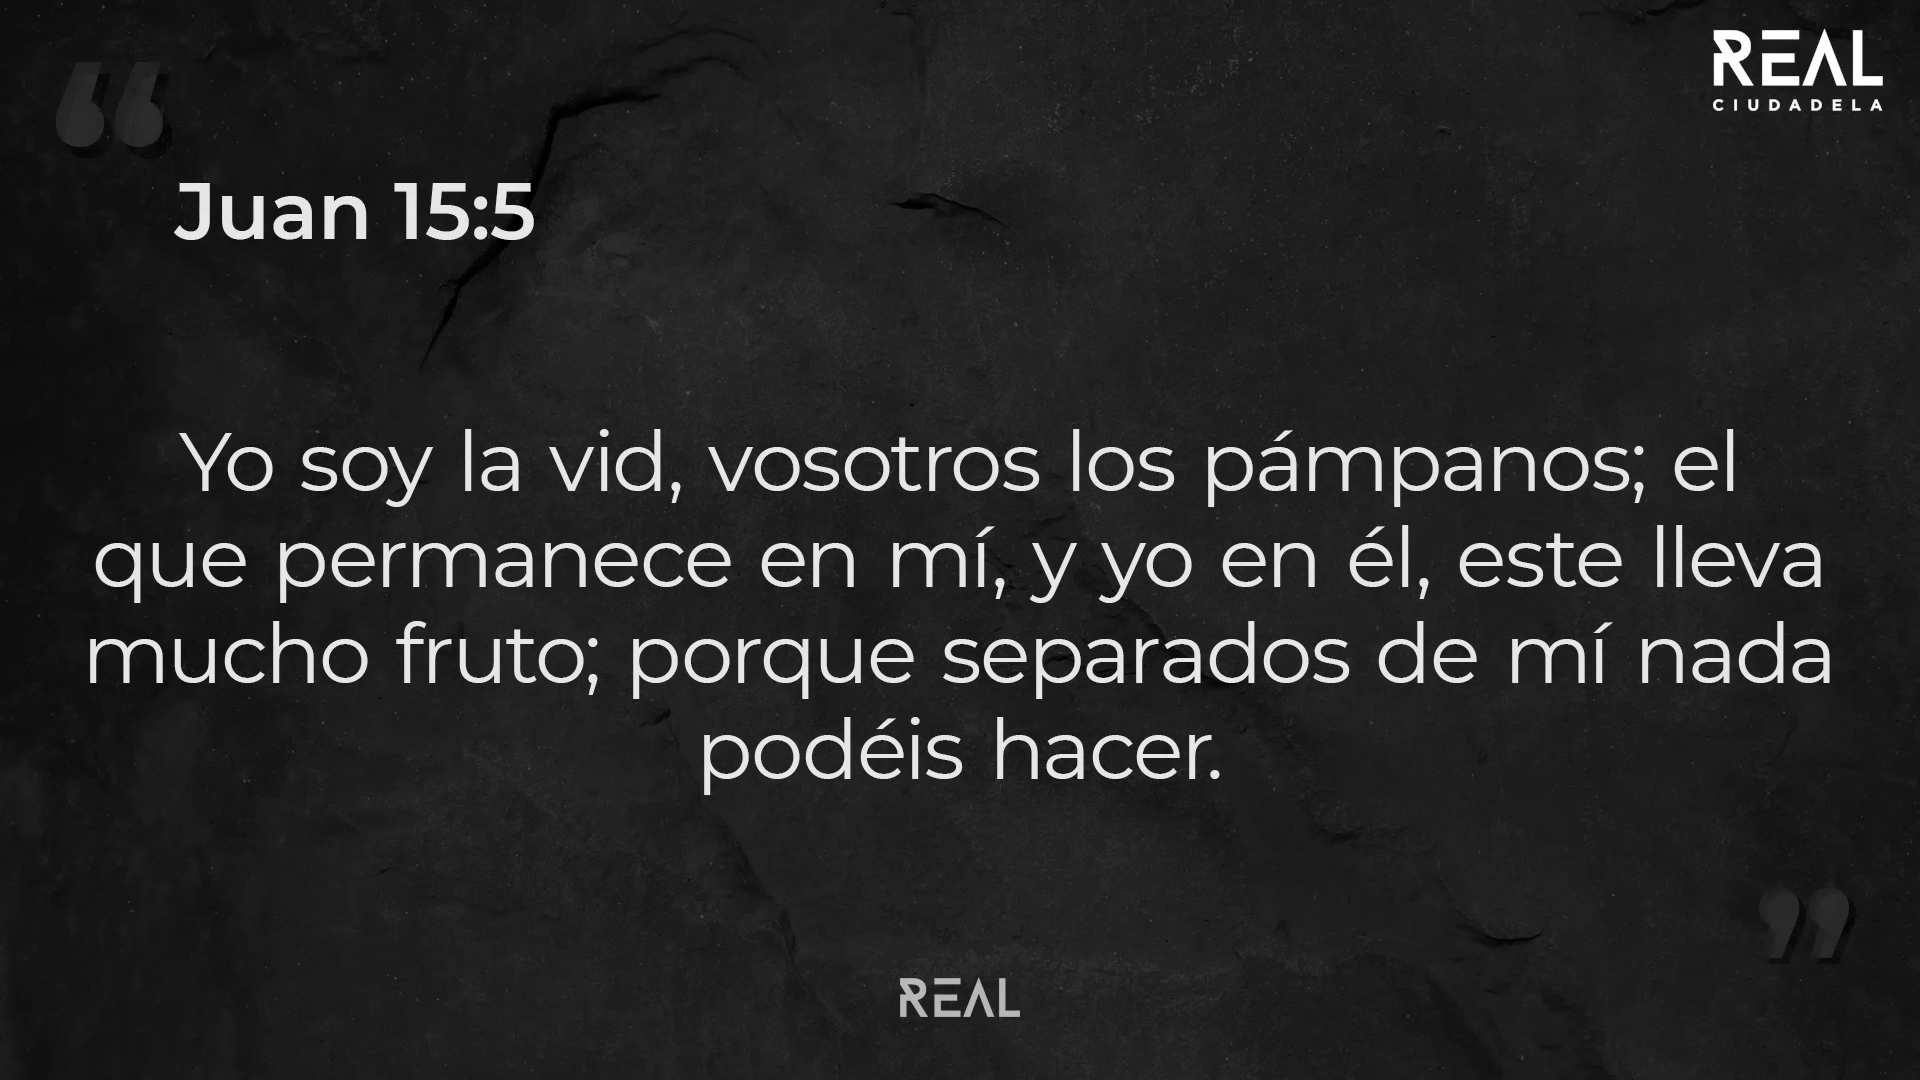 REAL
CIUDADELA
Juan 15:5
Yo soy la vid, vosotros los pámpanos; el
que permanece en mí, y yo en él, este lleva
mucho fruto; porque separados de mí nada
podéis hacer.
REAL